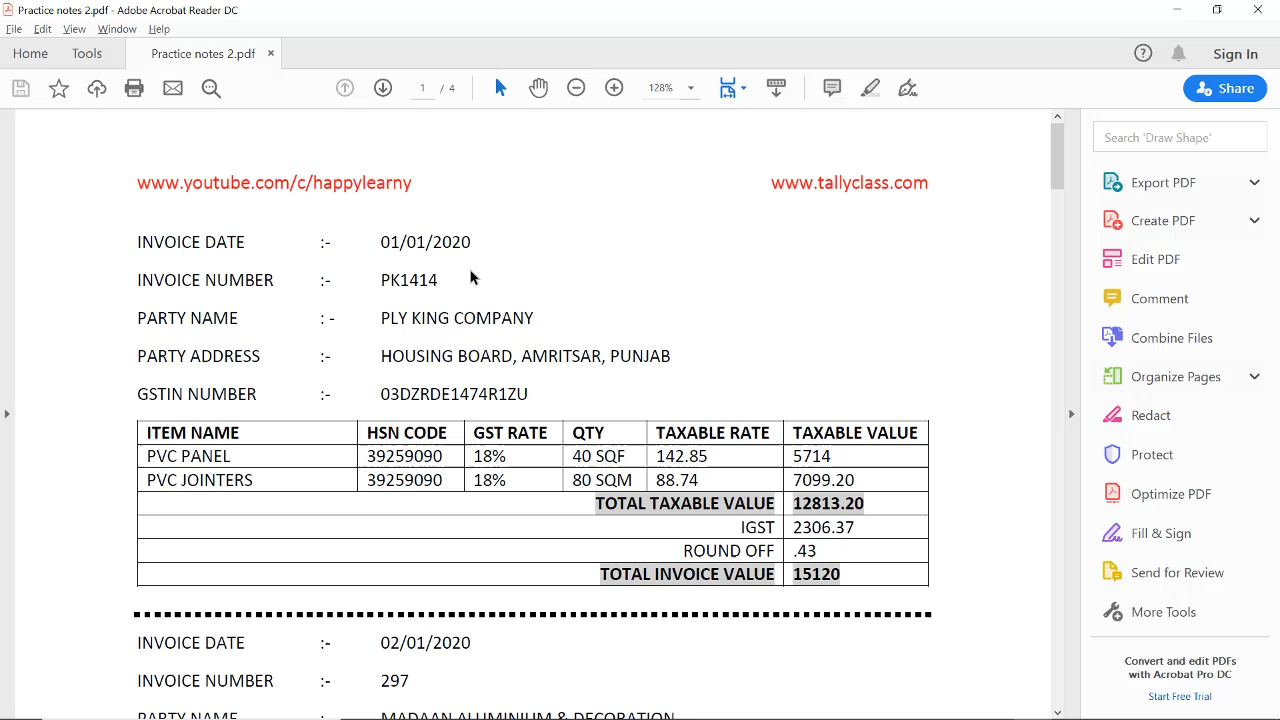 Practice notes 2.pdf - Adobe Acrobat Reader DC
File Edit View Window Help
Home Tools Practice notes 2.pdf × Sign In
1 / 4 128% Share
www.youtube.com/c/happylearny www.tallyclass.com
INVOICE DATE :- 01/01/2020
INVOICE NUMBER :- PK1414
PARTY NAME : - PLY KING COMPANY
PARTY ADDRESS :- HOUSING BOARD, AMRITSAR, PUNJAB
GSTIN NUMBER :- 03DZRDE1474R1ZU
ITEM NAME HSN CODE GST RATE QTY TAXABLE RATE TAXABLE VALUE
PVC PANEL 39259090 18% 40 SQF 142.85 5714
PVC JOINTERS 39259090 18% 80 SQM 88.74 7099.20
TOTAL TAXABLE VALUE 12813.20
IGST 2306.37
ROUND OFF .43
TOTAL INVOICE VALUE 15120
INVOICE DATE :- 02/01/2020
INVOICE NUMBER :- 297
PARTY NAME MADAAN ALUMINIUM & DECORATION
Search 'Draw Shape'
Export PDF
Create PDF
Edit PDF
Comment
Combine Files
Organize Pages
Redact
Protect
Optimize PDF
Fill & Sign
Send for Review
More Tools
Convert and edit PDFs
with Acrobat Pro DC
Start Free Trial